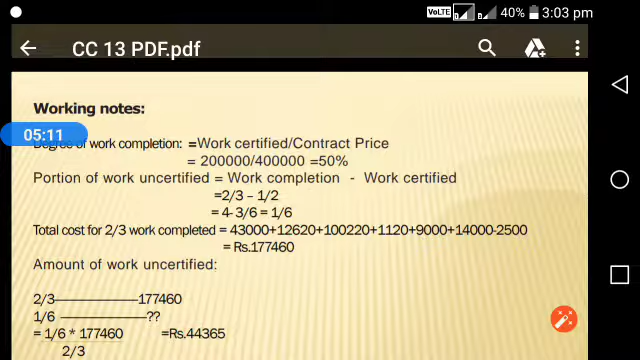 VoLTE 40% 3:03 pm
CC 13 PDF.pdf
Working notes:
05:11
Degree of work completion: =Work certified/Contract Price
= 200000/400000 =50%
Portion of work uncertified = Work completion - Work certified
=2/3 – 1/2
= 4- 3/6 = 1/6
Total cost for 2/3 work completed = 43000+12620+100220+1120+9000+14000-2500
= Rs.177460
Amount of work uncertified:
2/3——————177460
1/6 ——————??
= 1/6 * 177460 =Rs.44365
2/3